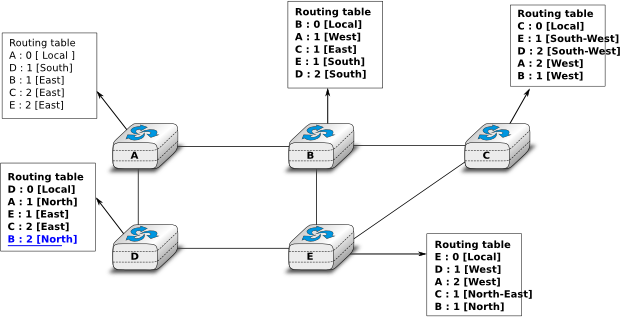 Routing table
A : 0 [ Local ]
D : 1 [South]
B : 1 [East]
C : 2 [East]
E : 2 [East]
Routing table
B : 0 [Local]
A : 1 [West]
C : 1 [East]
E : 1 [South]
D : 2 [South]
Routing table
C : 0 [Local]
E : 1 [South-West]
D : 2 [South-West]
A : 2 [West]
B : 1 [West]
A
B
C
Routing table
D : 0 [Local]
A : 1 [North]
E : 1 [East]
C : 2 [East]
B : 2 [North]
D
E
Routing table
E : 0 [Local]
D : 1 [West]
A : 2 [West]
C : 1 [North-East]
B : 1 [North]